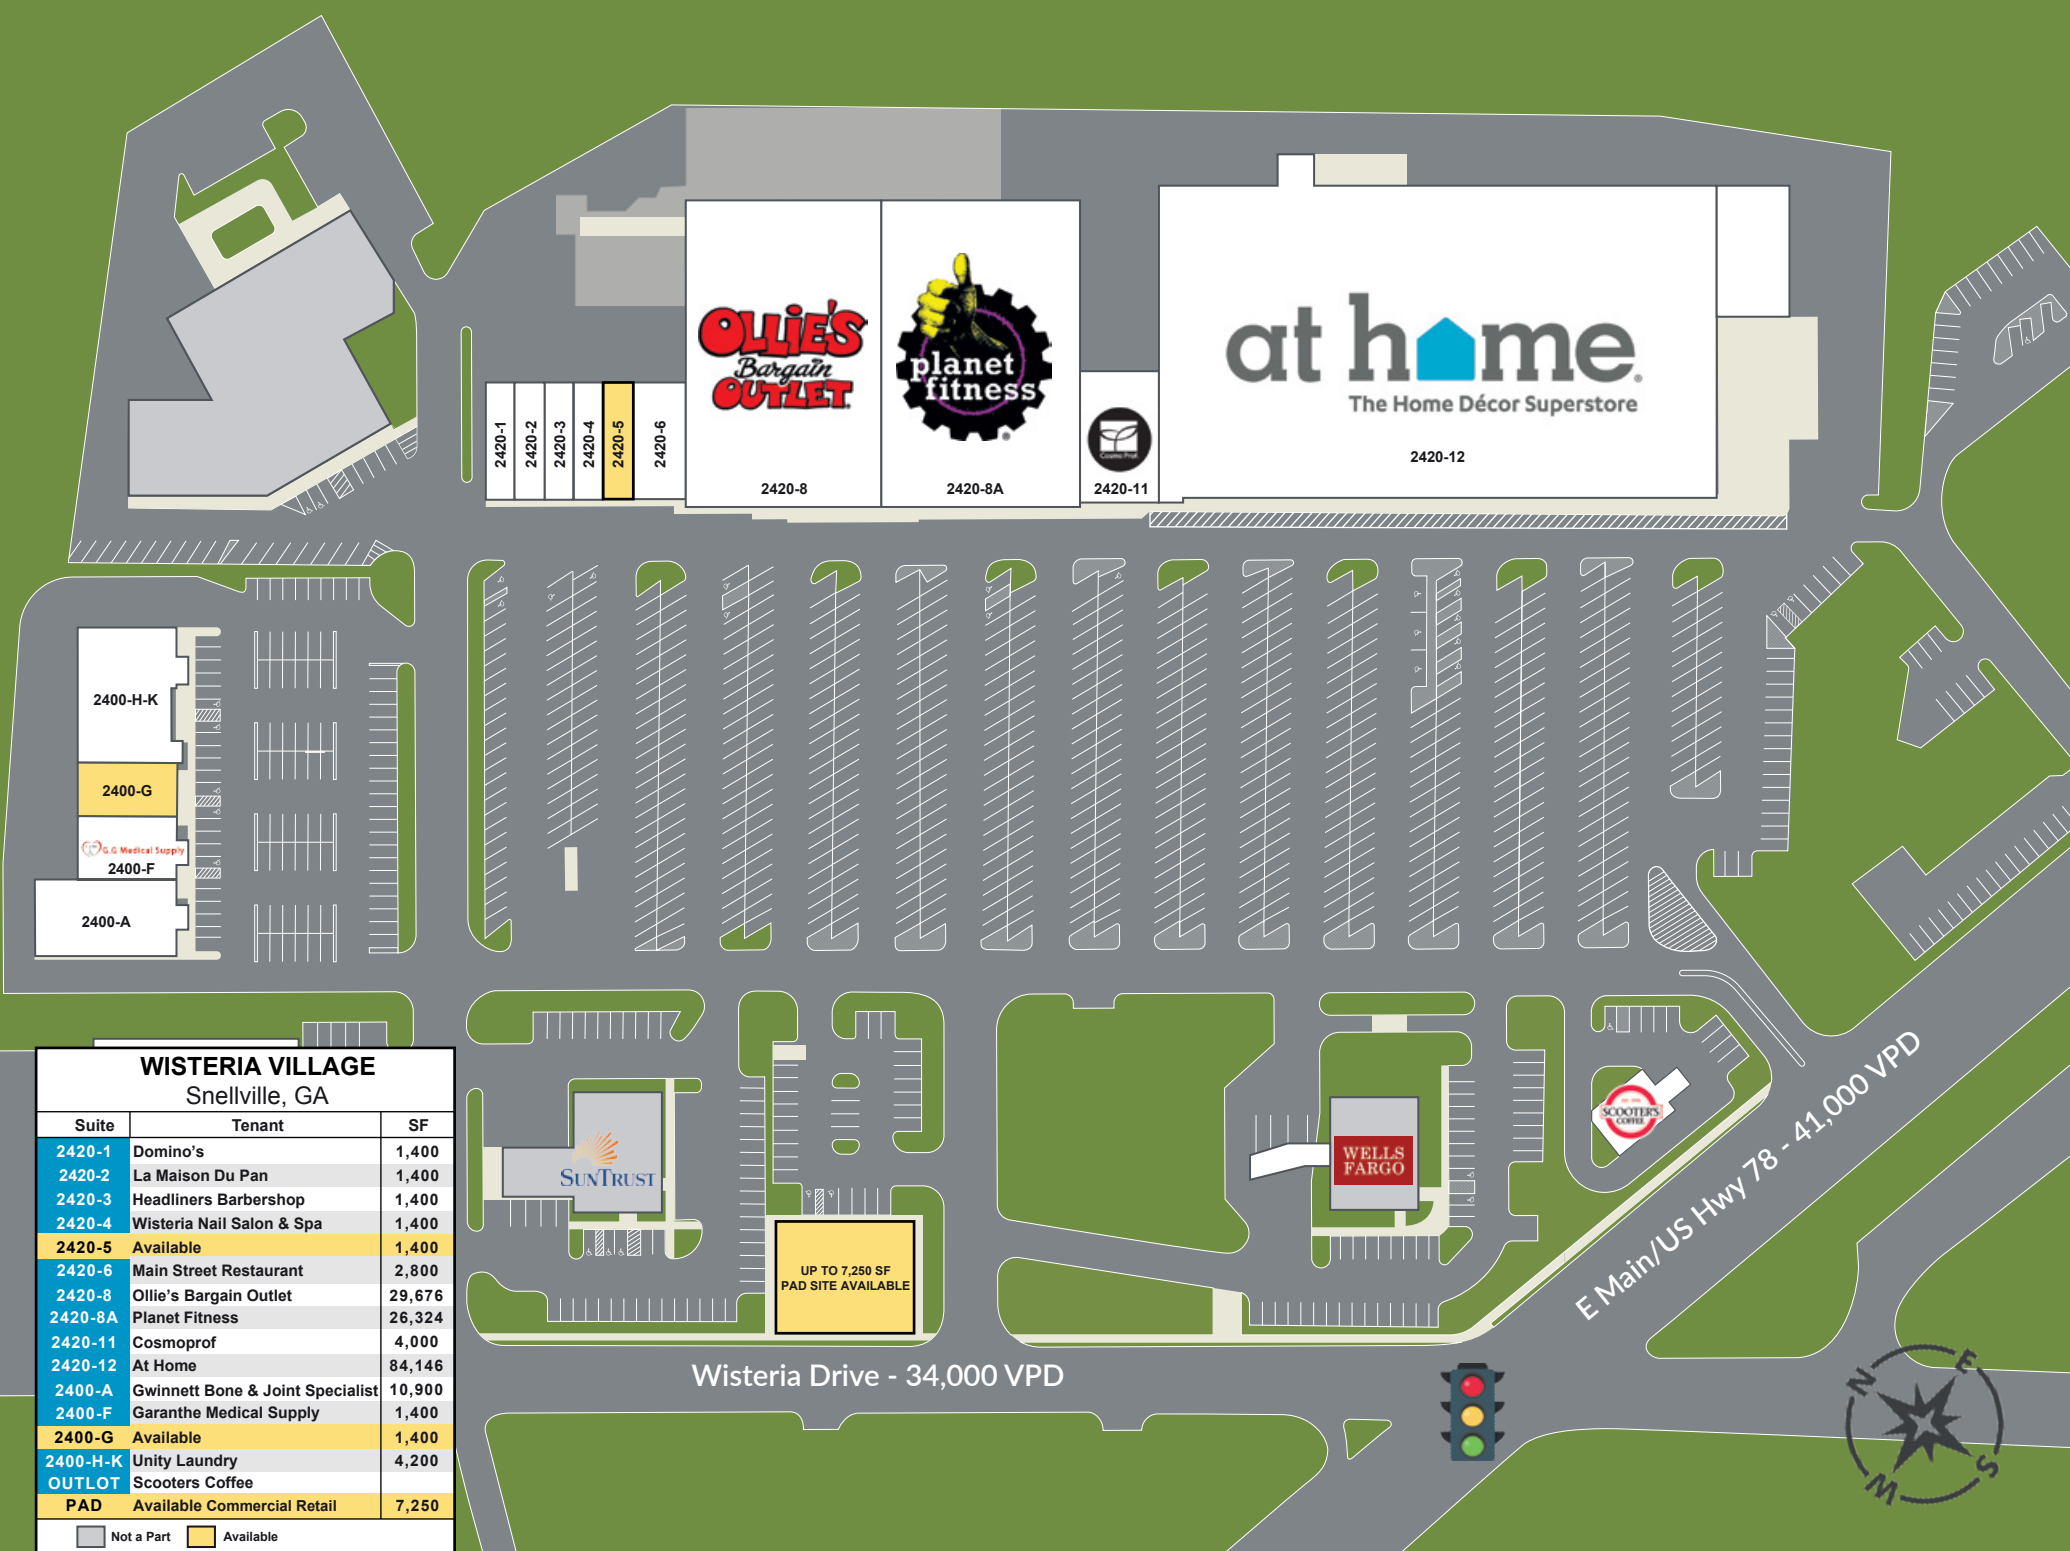 OLLIE'S
Bargain
OUTLET
2420-8
planet
fitness
2420-8A
Cosmo Prof
2420-11
at home
The Home Décor Superstore
2420-12
2420-1
2420-2
2420-3
2420-4
2420-5
2420-6
2400-H-K
2400-G
G.G Medical Supply
2400-F
2400-A
SUNTRUST
UP TO 7,250 SF
PAD SITE AVAILABLE
WELLS
FARGO
SCOOTER'S
COFFEE
E Main/US Hwy 78 - 41,000 VPD
Wisteria Drive - 34,000 VPD
N
E
S
W
WISTERIA VILLAGE
Snellville, GA
Suite Tenant SF
2420-1 Domino's 1,400
2420-2 La Maison Du Pan 1,400
2420-3 Headliners Barbershop 1,400
2420-4 Wisteria Nail Salon & Spa 1,400
2420-5 Available 1,400
2420-6 Main Street Restaurant 2,800
2420-8 Ollie's Bargain Outlet 29,676
2420-8A Planet Fitness 26,324
2420-11 Cosmoprof 4,000
2420-12 At Home 84,146
2400-A Gwinnett Bone & Joint Specialist 10,900
2400-F Garanthe Medical Supply 1,400
2400-G Available 1,400
2400-H-K Unity Laundry 4,200
OUTLOT Scooters Coffee
PAD Available Commercial Retail 7,250
Not a Part Available